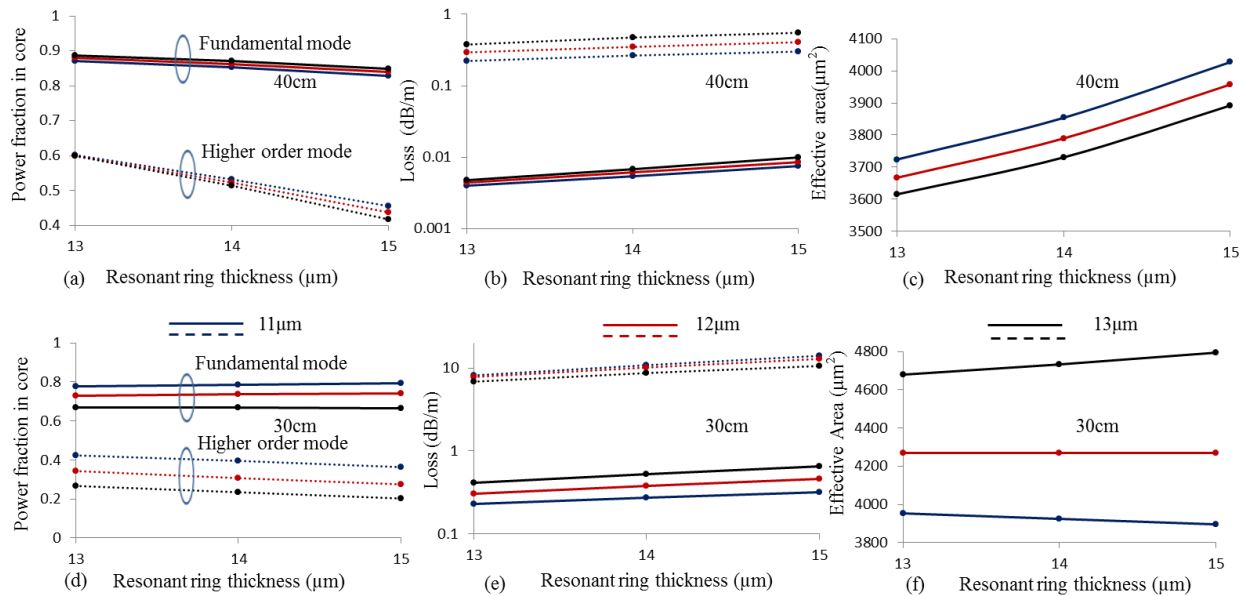 Power fraction in core
1
0.9
0.8
0.7
0.6
0.5
0.4
13
14
15
Fundamental mode
40cm
Higher order mode
(a) Resonant ring thickness (μm)
Loss (dB/m)
1
0.1
0.01
0.001
13
14
15
40cm
(b) Resonant ring thickness (μm)
Effective area(μm²)
4100
4000
3900
3800
3700
3600
3500
13
14
15
40cm
(c) Resonant ring thickness (μm)
11μm
12μm
13μm
Power fraction in core
1
0.8
0.6
0.4
0.2
0
13
14
15
Fundamental mode
30cm
Higher order mode
(d) Resonant ring thickness (μm)
Loss (dB/m)
10
1
0.1
13
14
15
30cm
(e) Resonant ring thickness (μm)
Effective Area (μm²)
4800
4600
4400
4200
4000
3800
13
14
15
30cm
(f) Resonant ring thickness (μm)